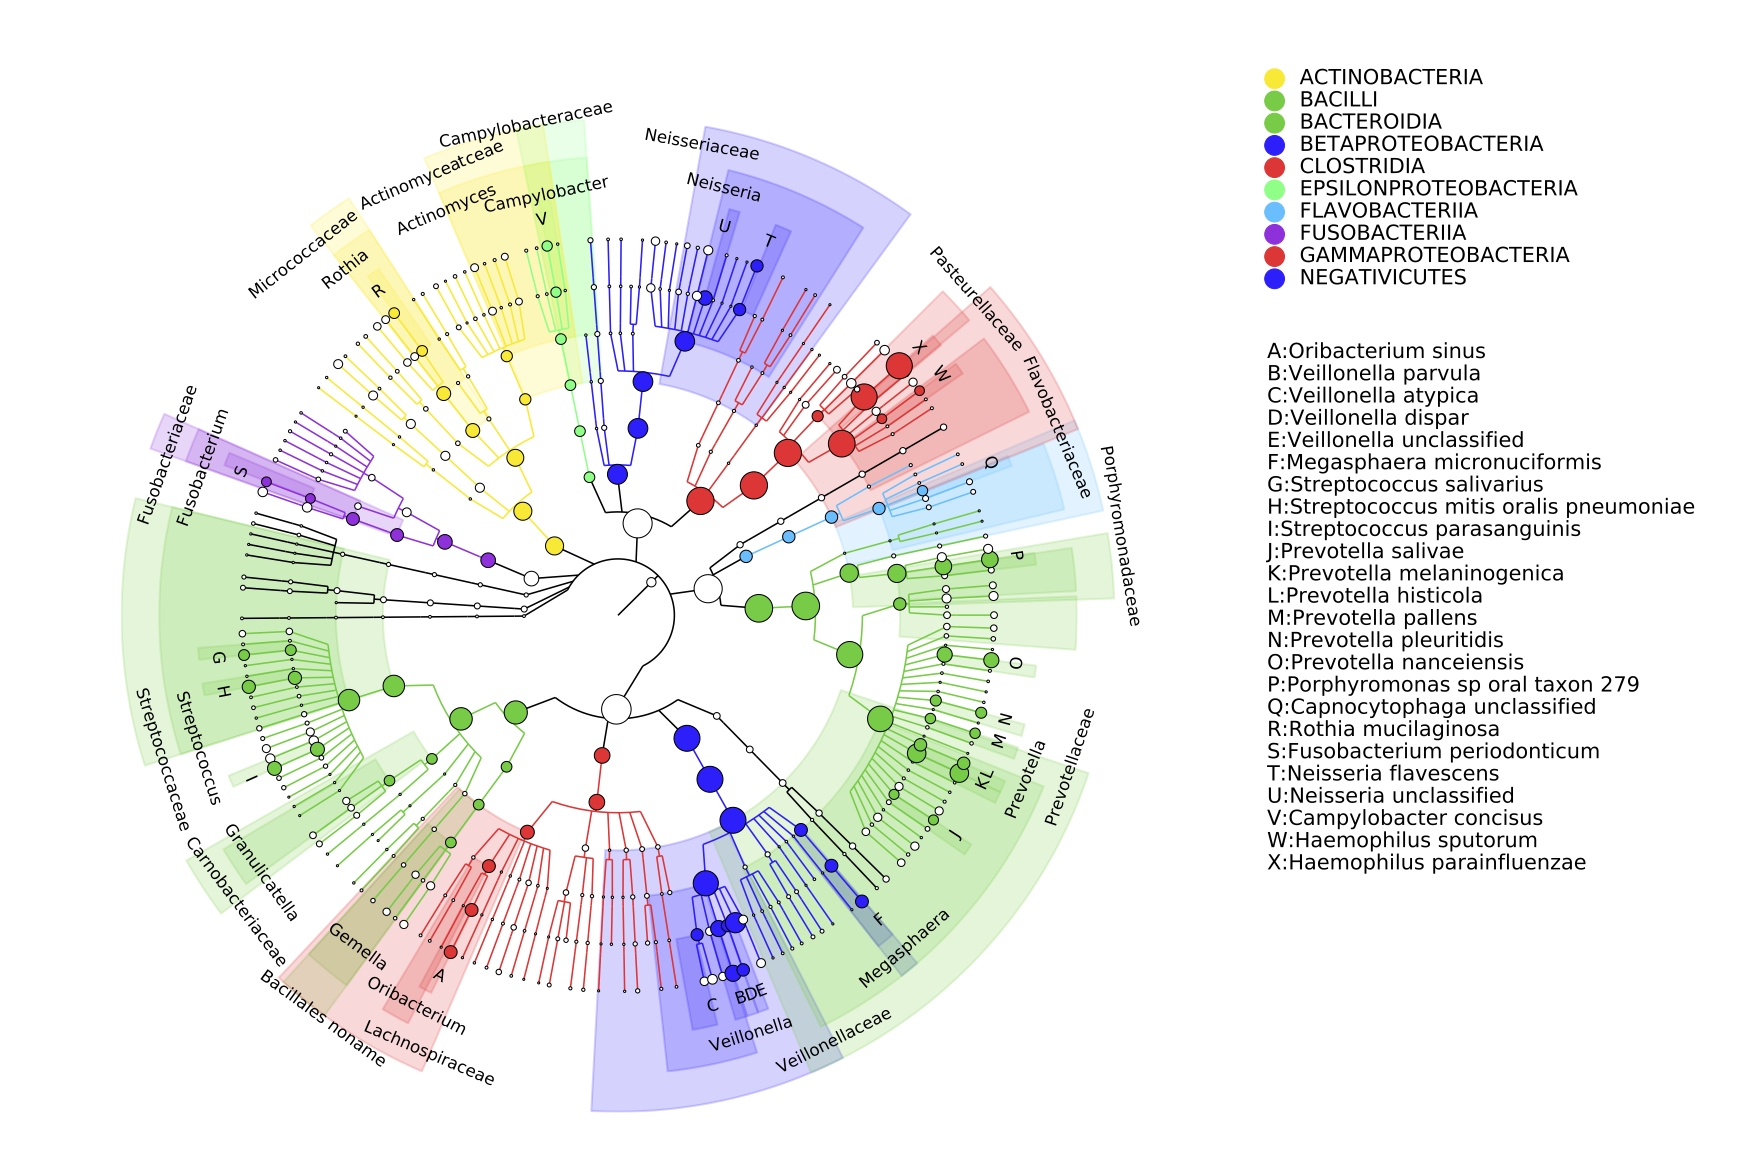 ACTINOBACTERIA
BACILLI
BACTEROIDIA
BETAPROTEOBACTERIA
CLOSTRIDIA
EPSILONPROTEOBACTERIA
FLAVOBACTERIIA
FUSOBACTERIIA
GAMMAPROTEOBACTERIA
NEGATIVICUTES
A:Oribacterium sinus
B:Veillonella parvula
C:Veillonella atypica
D:Veillonella dispar
E:Veillonella unclassified
F:Megasphaera micronuciformis
G:Streptococcus salivarius
H:Streptococcus mitis oralis pneumoniae
I:Streptococcus parasanguinis
J:Prevotella salivae
K:Prevotella melaninogenica
L:Prevotella histicola
M:Prevotella pallens
N:Prevotella pleuritidis
O:Prevotella nanceiensis
P:Porphyromonas sp oral taxon 279
Q:Capnocytophaga unclassified
R:Rothia mucilaginosa
S:Fusobacterium periodonticum
T:Neisseria flavescens
U:Neisseria unclassified
V:Campylobacter concisus
W:Haemophilus sputorum
X:Haemophilus parainfluenzae
Campylobacteraceae
Campylobacter
V
Actinomyceatceae
Actinomyces
Micrococcaceae
Rothia
R
Neisseriaceae
Neisseria
U
T
Pasteurellaceae
X
W
Flavobacteriaceae
Q
Porphyromonadaceae
P
O
N
M
L
K
J
Prevotella
Prevotellaceae
F
Megasphaera
Veillonellaceae
Veillonella
C
B
D
E
A
Oribacterium
Lachnospiraceae
Gemella
Bacillales noname
Granulicatella
Carnobacteriaceae
Streptococcus
Streptococcaceae
I
H
G
Fusobacteriaceae
Fusobacterium
S